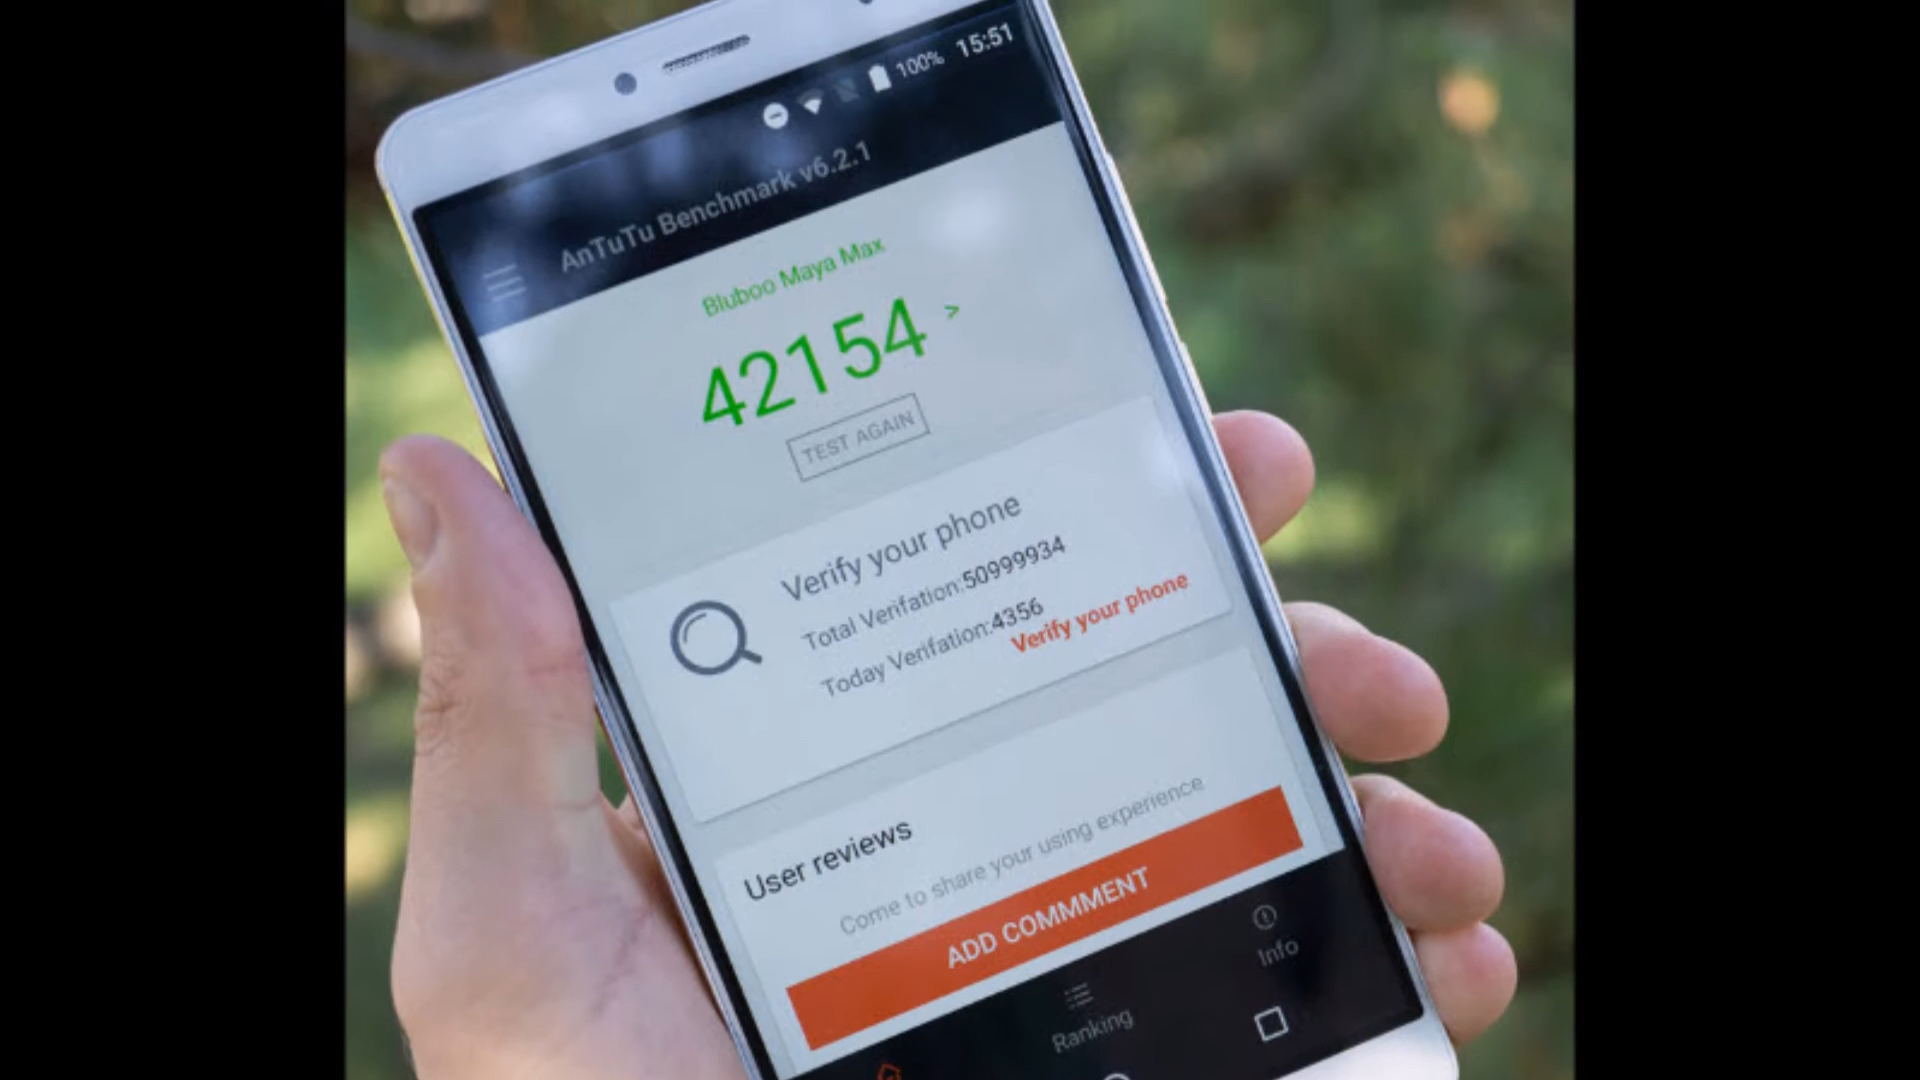 100% 15:51
AnTuTu Benchmark v6.2.1
Bluboo Maya Max
42154 >
TEST AGAIN
Verify your phone
Total Verifation:50999934
Today Verifation:4356
Verify your phone
User reviews
Come to share your using experience
ADD COMMMENT
Ranking
Info